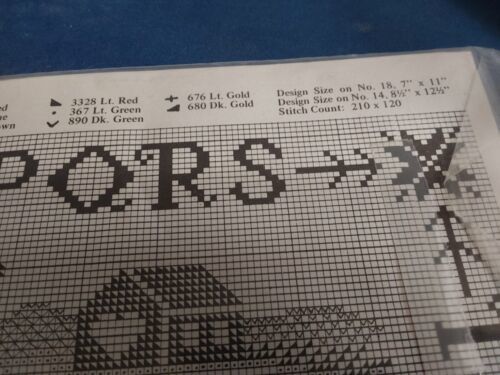 3328 Lt. Red
367 Lt. Green
890 Dk. Green
676 Lt. Gold
680 Dk. Gold
Design Size on No. 18, 7" x 11"
Design Size on No. 14, 8½" x 12½"
Stitch Count: 210 x 120
PQRS